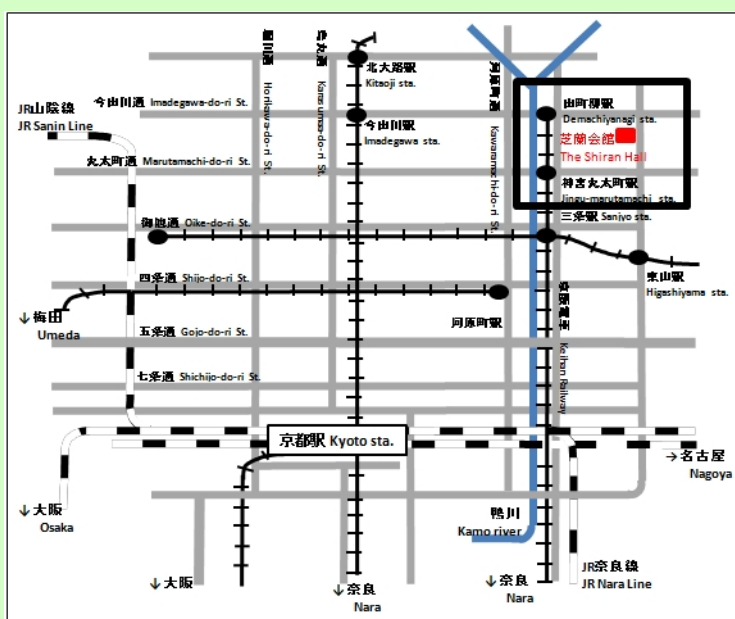 堀川通
Horikawa-do-ri St.
烏丸通
Karasuma-do-ri St.
河原町通
Kawaramachi-do-ri St.
北大路駅
Kitaoji sta.
今出川通 Imadegawa-do-ri St.
今出川駅
Imadegawa sta.
出町柳駅
Demachiyanagi sta.
芝蘭会館
The Shiran Hall
JR山陰線
JR Sanin Line
丸太町通 Marutamachi-do-ri St.
神宮丸太町駅
Jingu-marutamachi sta.
御池通 Oike-do-ri St.
三条駅 Sanjyo sta.
東山駅
Higashiyama sta.
四条通 Shijo-do-ri St.
↓梅田
Umeda
河原町駅
京阪電車 Keihan Railway
五条通 Gojo-do-ri St.
七条通 Shichijo-do-ri St.
京都駅 Kyoto sta.
→名古屋
Nagoya
↓大阪
Osaka
鴨川
Kamo river
↓大阪
↓奈良
Nara
↓奈良
Nara
JR奈良線
JR Nara Line